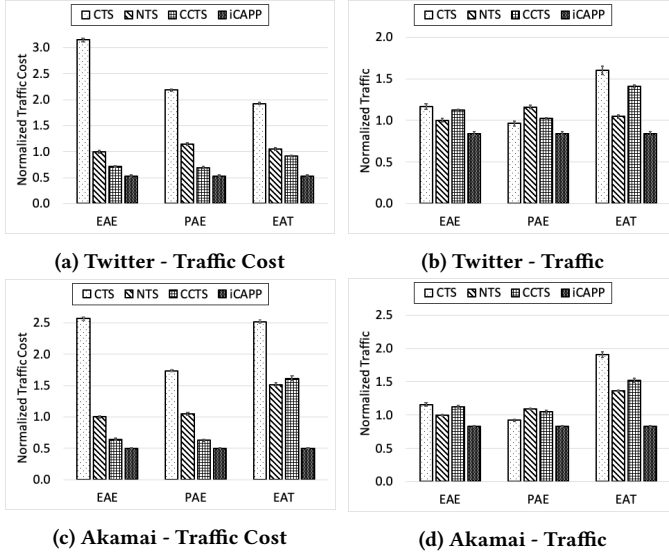 CTS NTS CCTS iCAPP
Normalized Traffic Cost
3.0
2.5
2.0
1.5
1.0
0.5
0.0
EAE PAE EAT
(a) Twitter - Traffic Cost
CTS NTS CCTS iCAPP
Normalized Traffic
2.0
1.5
1.0
0.5
0.0
EAE PAE EAT
(b) Twitter - Traffic
CTS NTS CCTS iCAPP
Normalized Traffic Cost
2.5
2.0
1.5
1.0
0.5
0.0
EAE PAE EAT
(c) Akamai - Traffic Cost
CTS NTS CCTS iCAPP
Normalized Traffic
2.0
1.5
1.0
0.5
0.0
EAE PAE EAT
(d) Akamai - Traffic